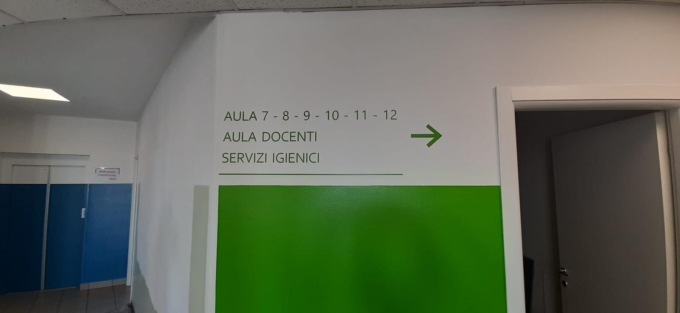 AULA 7 - 8 - 9 - 10 - 11 - 12
AULA DOCENTI
SERVIZI IGIENICI